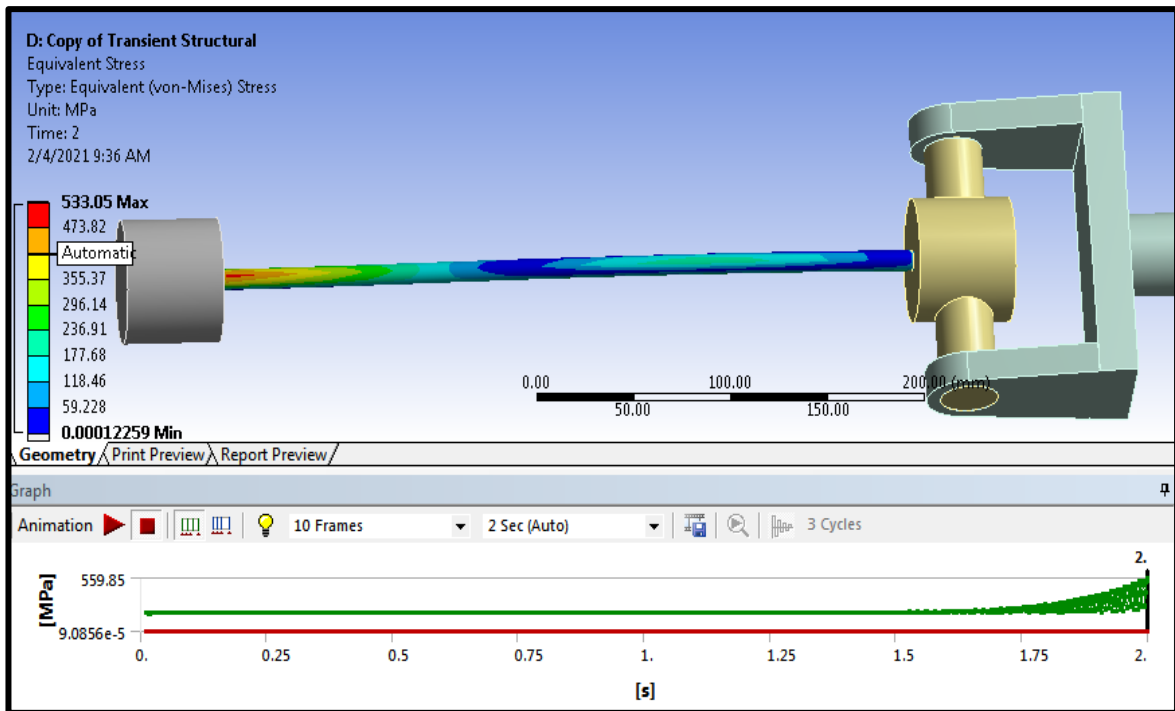 D: Copy of Transient Structural
Equivalent Stress
Type: Equivalent (von-Mises) Stress
Unit: MPa
Time: 2
2/4/2021 9:36 AM
533.05 Max
473.82
Automatic
355.37
296.14
236.91
177.68
118.46
59.228
0.00012259 Min
0.00 100.00 200.00 (mm)
50.00 150.00
Geometry Print Preview Report Preview
Graph
Animation 10 Frames 2 Sec (Auto) 3 Cycles
2.
[MPa]
559.85
9.0856e-5
0. 0.25 0.5 0.75 1. 1.25 1.5 1.75 2.
[s]